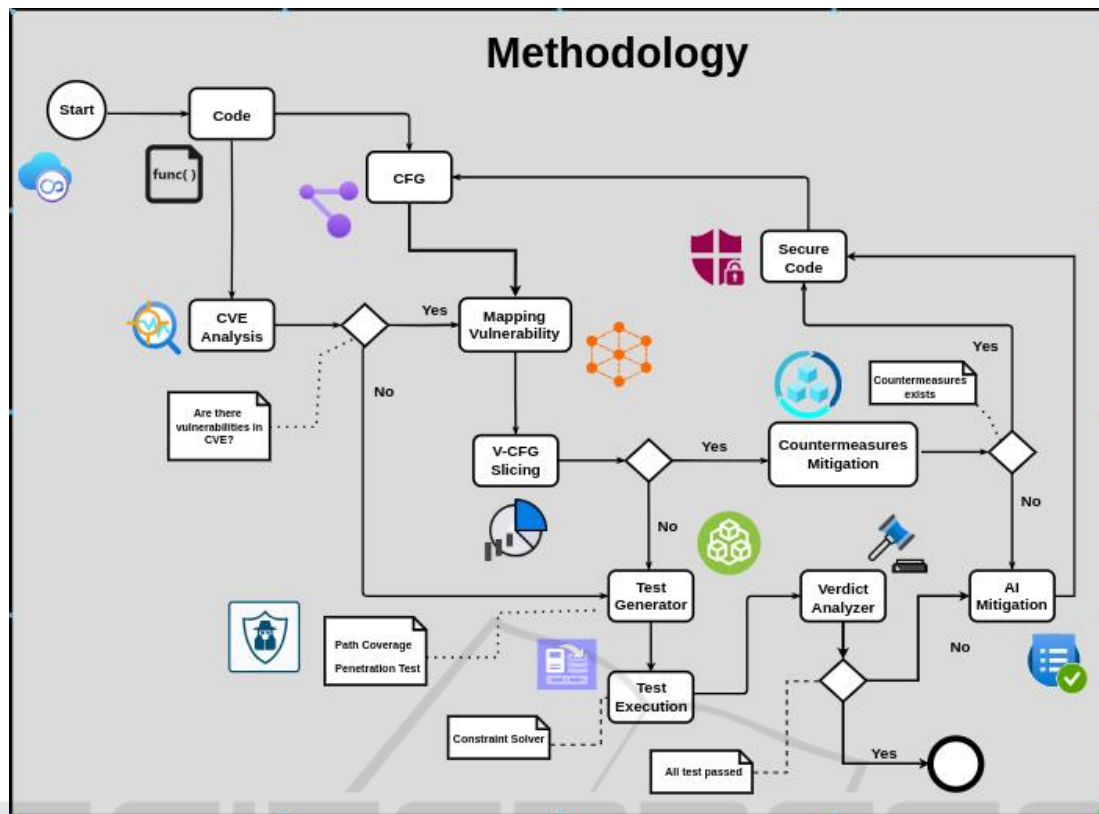 Methodology
Start
Code
func( )
CFG
Secure
Code
CVE
Analysis
Yes
Mapping
Vulnerability
No
Are there
vulnerabilities in
CVE?
Yes
Countermeasures
exists
V-CFG
Slicing
Yes
Countermeasures
Mitigation
No
No
Test
Generator
Verdict
Analyzer
AI
Mitigation
Path Coverage
Penetration Test
No
Test
Execution
Constraint Solver
All test passed
Yes